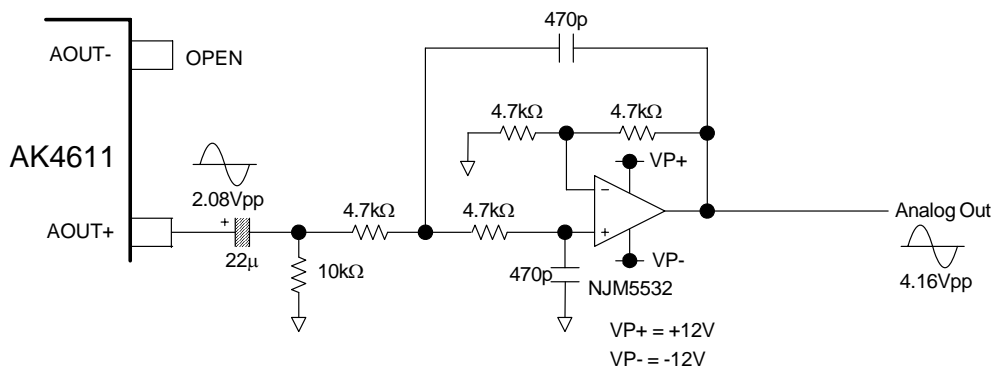 470p
AOUT-
OPEN
4.7kΩ
4.7kΩ
AK4611
VP+
2.08Vpp
AOUT+
+
22μ
4.7kΩ
4.7kΩ
−
+
Analog Out
10kΩ
470p
VP-
NJM5532
4.16Vpp
VP+ = +12V
VP- = -12V